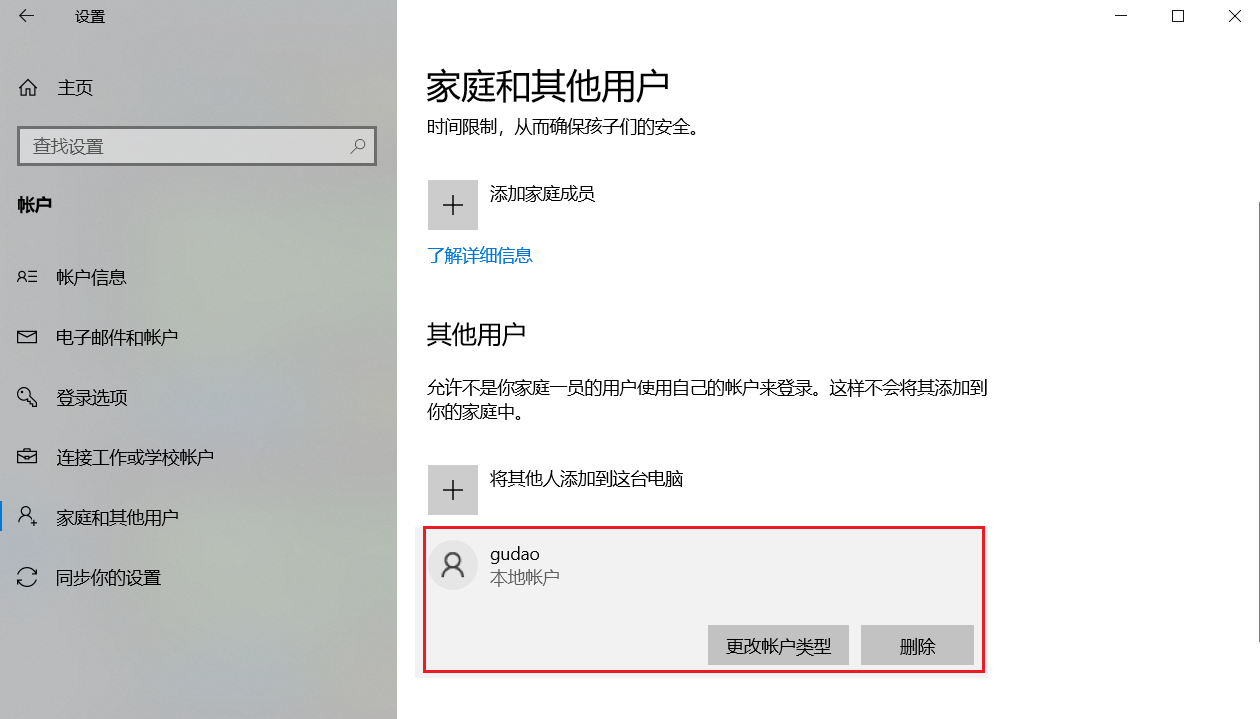 设置
主页
查找设置
帐户
帐户信息
电子邮件和帐户
登录选项
连接工作或学校帐户
家庭和其他用户
同步你的设置
家庭和其他用户
时间限制，从而确保孩子们的安全。
添加家庭成员
了解详细信息
其他用户
允许不是你家庭一员的用户使用自己的帐户来登录。这样不会将其添加到
你的家庭中。
将其他人添加到这台电脑
gudao
本地帐户
更改帐户类型
删除